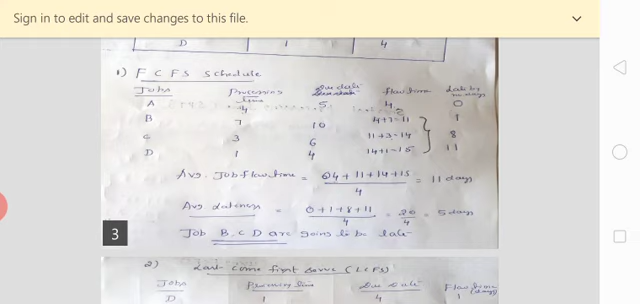 Sign in to edit and save changes to this file.
D 1 4
1) FCFS Schedule
Jobs Processing time Due date Flow time late by
A 4 5 4 0
B 7 10 4+7=11 1
C 3 6 11+3=14 8
D 1 4 14+1=15 11
Avg. Job flow time = 04+11+14+15 / 4 = 11 days
Avg. lateness = 0+1+8+11 / 4 = 20 / 4 = 5 days
Job B, C D are going to be late
3
2) Last come first serve (LCFS)
Jobs Processing time Due date Flow time (days)
D 1 4 1